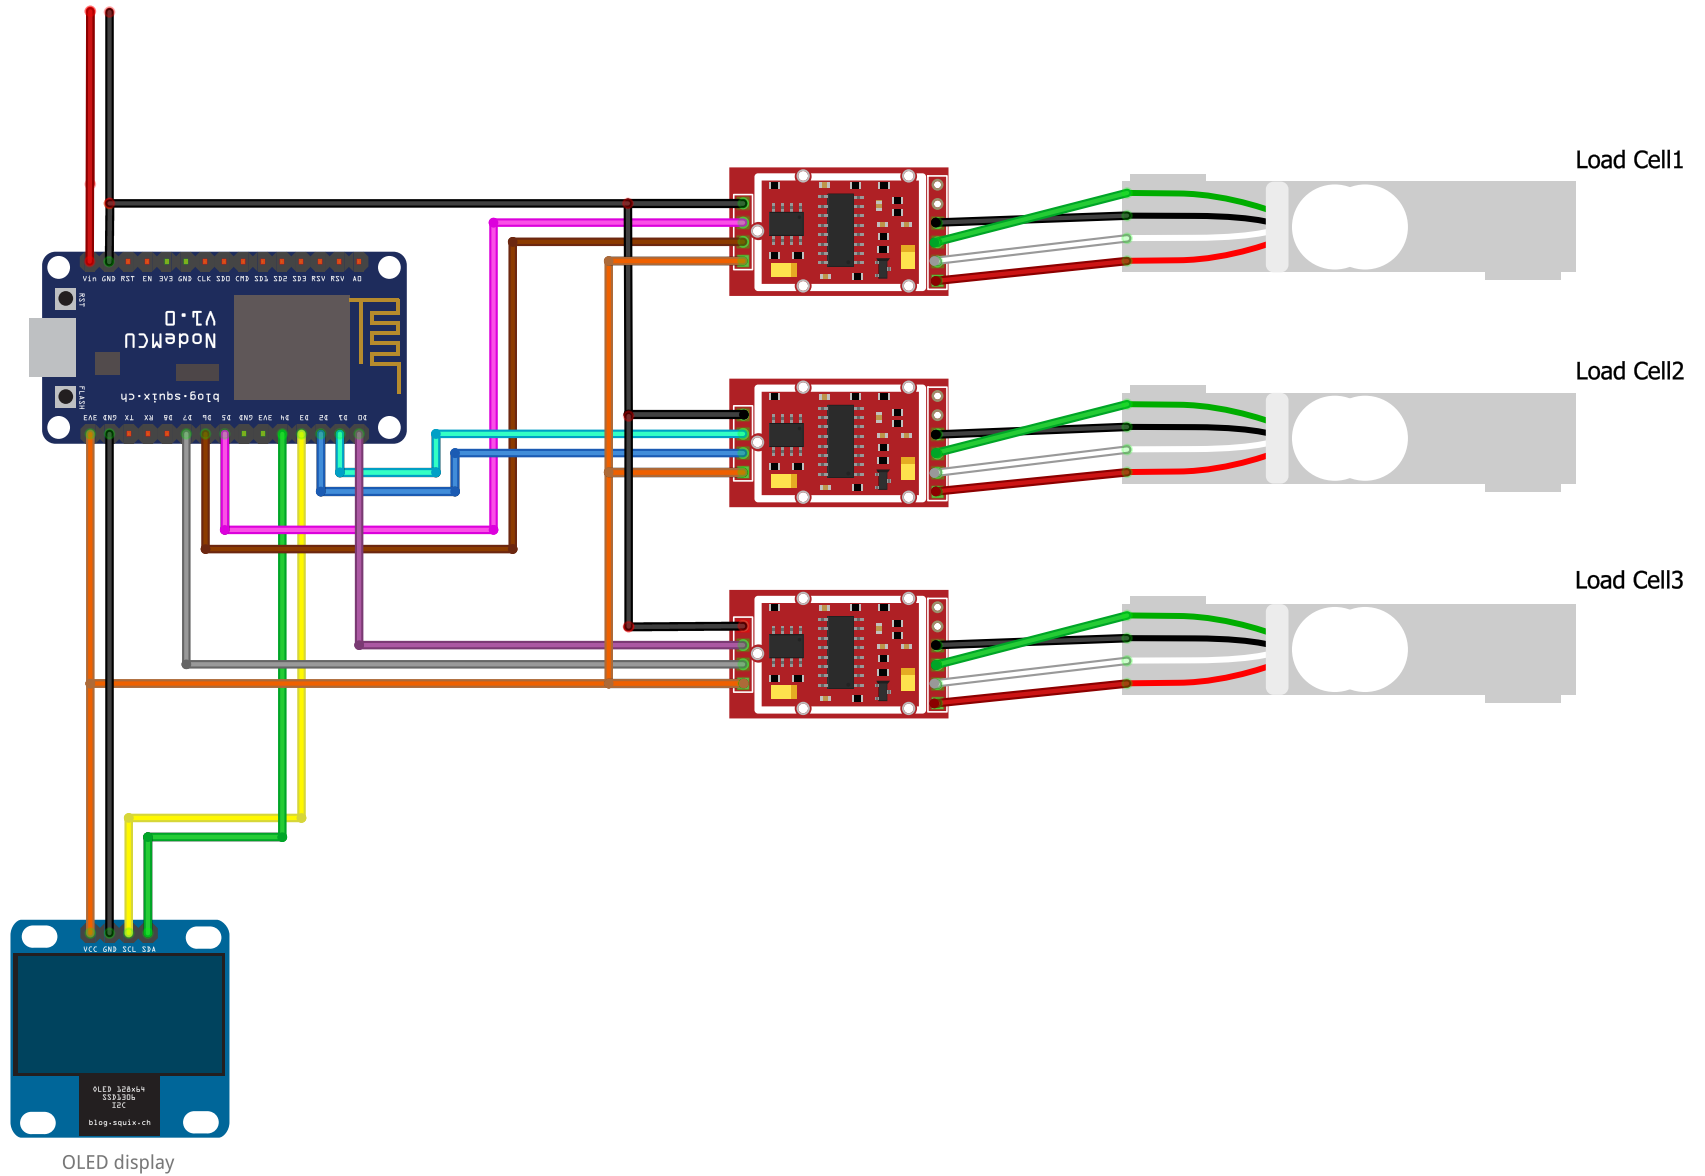 Load Cell1
Vin GND RST EN 3V3 GND CLK SD0 CMD SD1 SD2 SD3 RSV RSV A0
RST
V1.0
NodeMCU
FLASH
blog.squix.ch
3V3 GND TX RX D8 D7 D6 D5 GND 3V3 D4 D3 D2 D1 D0
Load Cell2
Load Cell3
VCC GND SCL SDA
OLED 128x64
SSD1306
I2C
blog.squix.ch
OLED display